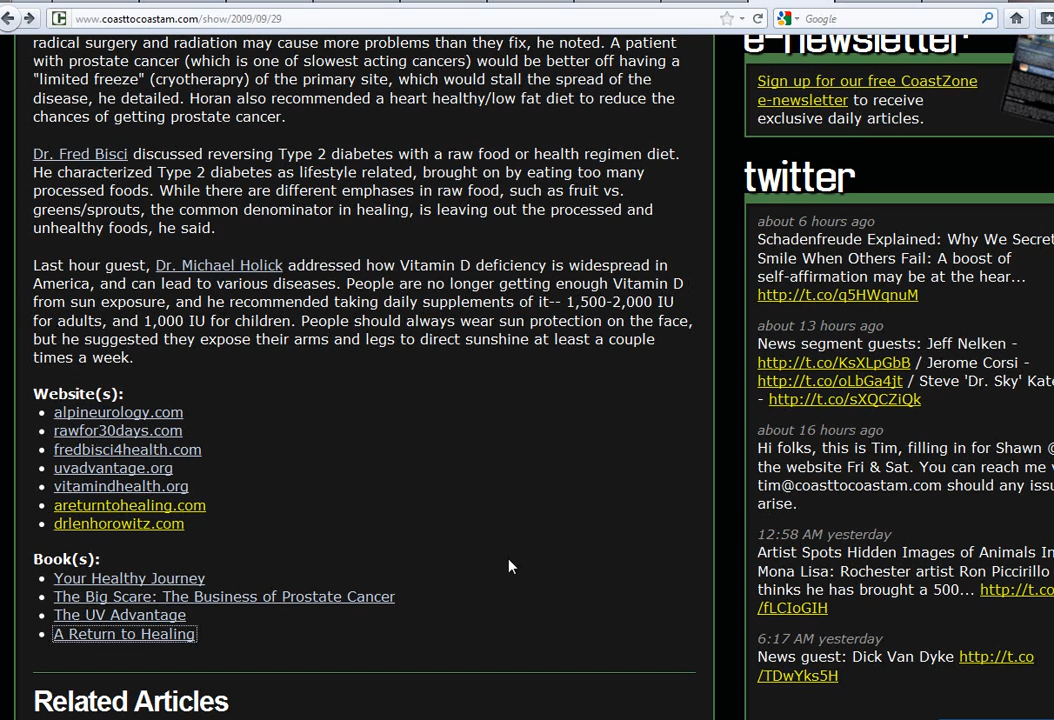 www.coasttocoastam.com/show/2009/09/29
Google
radical surgery and radiation may cause more problems than they fix, he noted. A patient
with prostate cancer (which is one of slowest acting cancers) would be better off having a
"limited freeze" (cryotherapry) of the primary site, which would stall the spread of the
disease, he detailed. Horan also recommended a heart healthy/low fat diet to reduce the
chances of getting prostate cancer.
Dr. Fred Bisci discussed reversing Type 2 diabetes with a raw food or health regimen diet.
He characterized Type 2 diabetes as lifestyle related, brought on by eating too many
processed foods. While there are different emphases in raw food, such as fruit vs.
greens/sprouts, the common denominator in healing, is leaving out the processed and
unhealthy foods, he said.
Last hour guest, Dr. Michael Holick addressed how Vitamin D deficiency is widespread in
America, and can lead to various diseases. People are no longer getting enough Vitamin D
from sun exposure, and he recommended taking daily supplements of it-- 1,500-2,000 IU
for adults, and 1,000 IU for children. People should always wear sun protection on the face,
but he suggested they expose their arms and legs to direct sunshine at least a couple
times a week.
Website(s):
alpineurology.com
rawfor30days.com
fredbisci4health.com
uvadvantage.org
vitamindhealth.org
areturntohealing.com
drlenhorowitz.com
Book(s):
Your Healthy Journey
The Big Scare: The Business of Prostate Cancer
The UV Advantage
A Return to Healing
Related Articles
e-newsletter
Sign up for our free CoastZone
e-newsletter to receive
exclusive daily articles.
twitter
about 6 hours ago
Schadenfreude Explained: Why We Secret
Smile When Others Fail: A boost of
self-affirmation may be at the hear...
http://t.co/q5HWqnuM
about 13 hours ago
News segment guests: Jeff Nelken -
http://t.co/KsXLpGbB / Jerome Corsi -
http://t.co/oLbGa4jt / Steve 'Dr. Sky' Kate
- http://t.co/sXQCZiQk
about 16 hours ago
Hi folks, this is Tim, filling in for Shawn @
the website Fri & Sat. You can reach me v
tim@coasttocoastam.com should any issu
arise.
12:58 AM yesterday
Artist Spots Hidden Images of Animals In
Mona Lisa: Rochester artist Ron Piccirillo
thinks he has brought a 500... http://t.co
/fLCIoGIH
6:17 AM yesterday
News guest: Dick Van Dyke http://t.co
/TDwYks5H